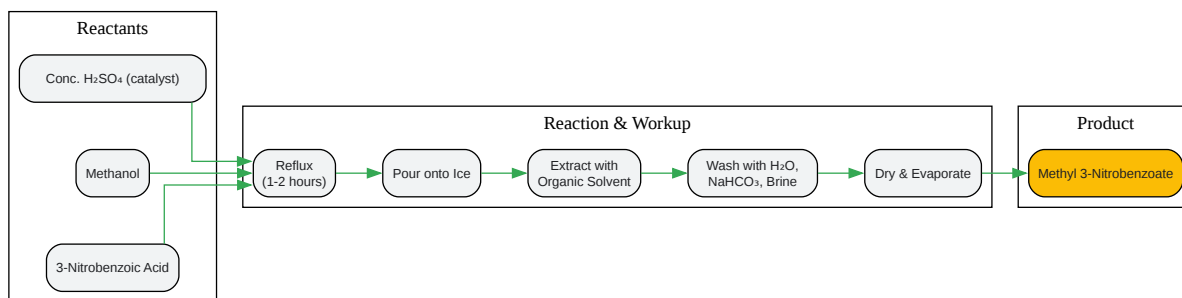 Reactants
Conc. H₂SO₄ (catalyst)
Methanol
3-Nitrobenzoic Acid
Reaction & Workup
Reflux
(1-2 hours)
Pour onto Ice
Extract with
Organic Solvent
Wash with H₂O,
NaHCO₃, Brine
Dry & Evaporate
Product
Methyl 3-Nitrobenzoate